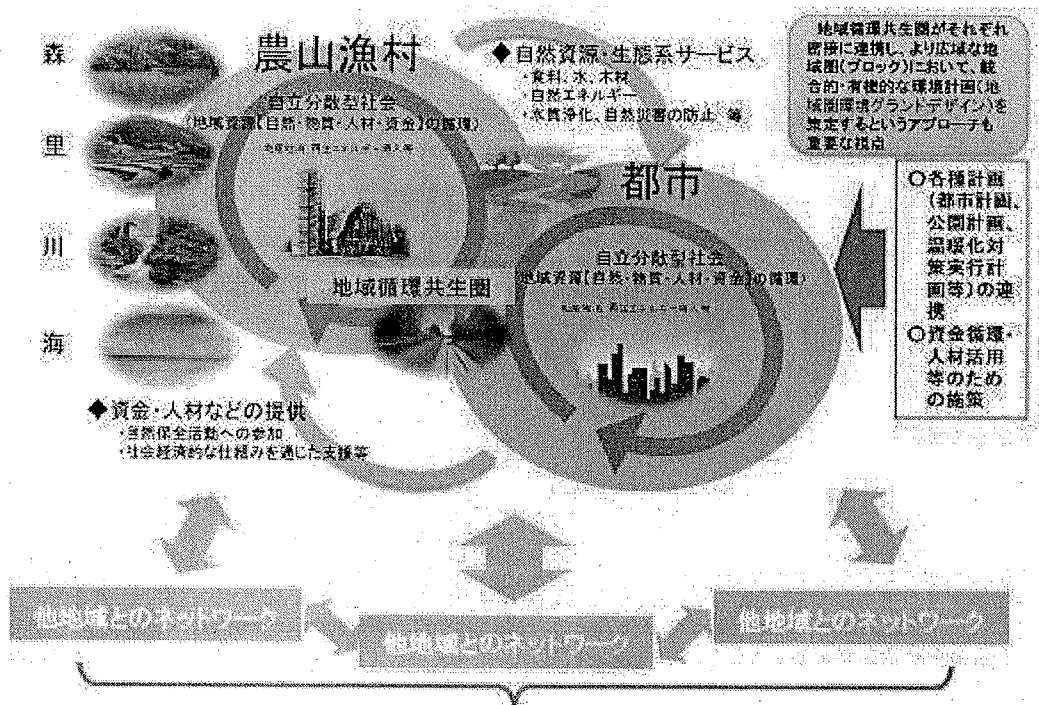 森
里
川
海
農山漁村
自立分散型社会
(地域資源【自然・物質・人材・資金】の循環)
◆自然資源・生態系サービス
・食料、水、木材
・自然エネルギー
・水質浄化、自然災害の防止 等
都市
自立分散型社会
地域資源【自然・物質・人材・資金】の循環)
地域循環共生圏
◆資金・人材などの提供
・自然保全活動への参加
・社会経済的な仕組みを通じた支援等
地域循環共生圏がそれぞれ
密接に連携し、より広域な地
域圏(ブロック)において、統
合的・有機的な環境計画(地
域圏環境グランドデザイン)を
策定するというアプローチも
重要な視点
○各種計画
(都市計画、
公園計画、
温暖化対
策実行計
画等)の連
携
○資金循環・
人材活用
等のため
の施策
他地域とのネットワーク
他地域とのネットワーク
他地域とのネットワーク